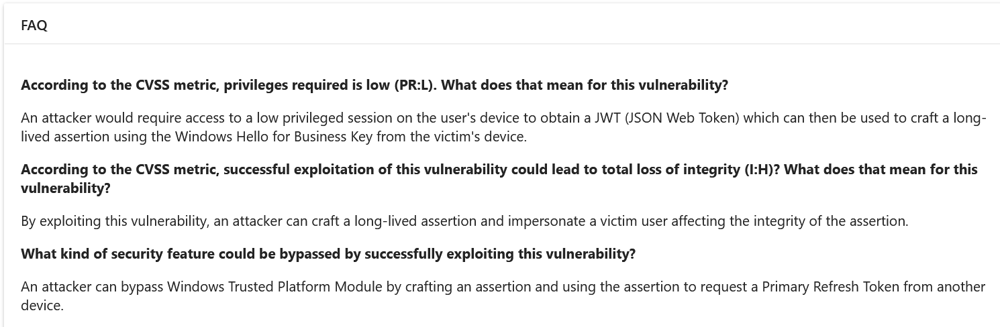 FAQ
According to the CVSS metric, privileges required is low (PR:L). What does that mean for this vulnerability?
An attacker would require access to a low privileged session on the user's device to obtain a JWT (JSON Web Token) which can then be used to craft a long-
lived assertion using the Windows Hello for Business Key from the victim's device.
According to the CVSS metric, successful exploitation of this vulnerability could lead to total loss of integrity (I:H)? What does that mean for this
vulnerability?
By exploiting this vulnerability, an attacker can craft a long-lived assertion and impersonate a victim user affecting the integrity of the assertion.
What kind of security feature could be bypassed by successfully exploiting this vulnerability?
An attacker can bypass Windows Trusted Platform Module by crafting an assertion and using the assertion to request a Primary Refresh Token from another
device.